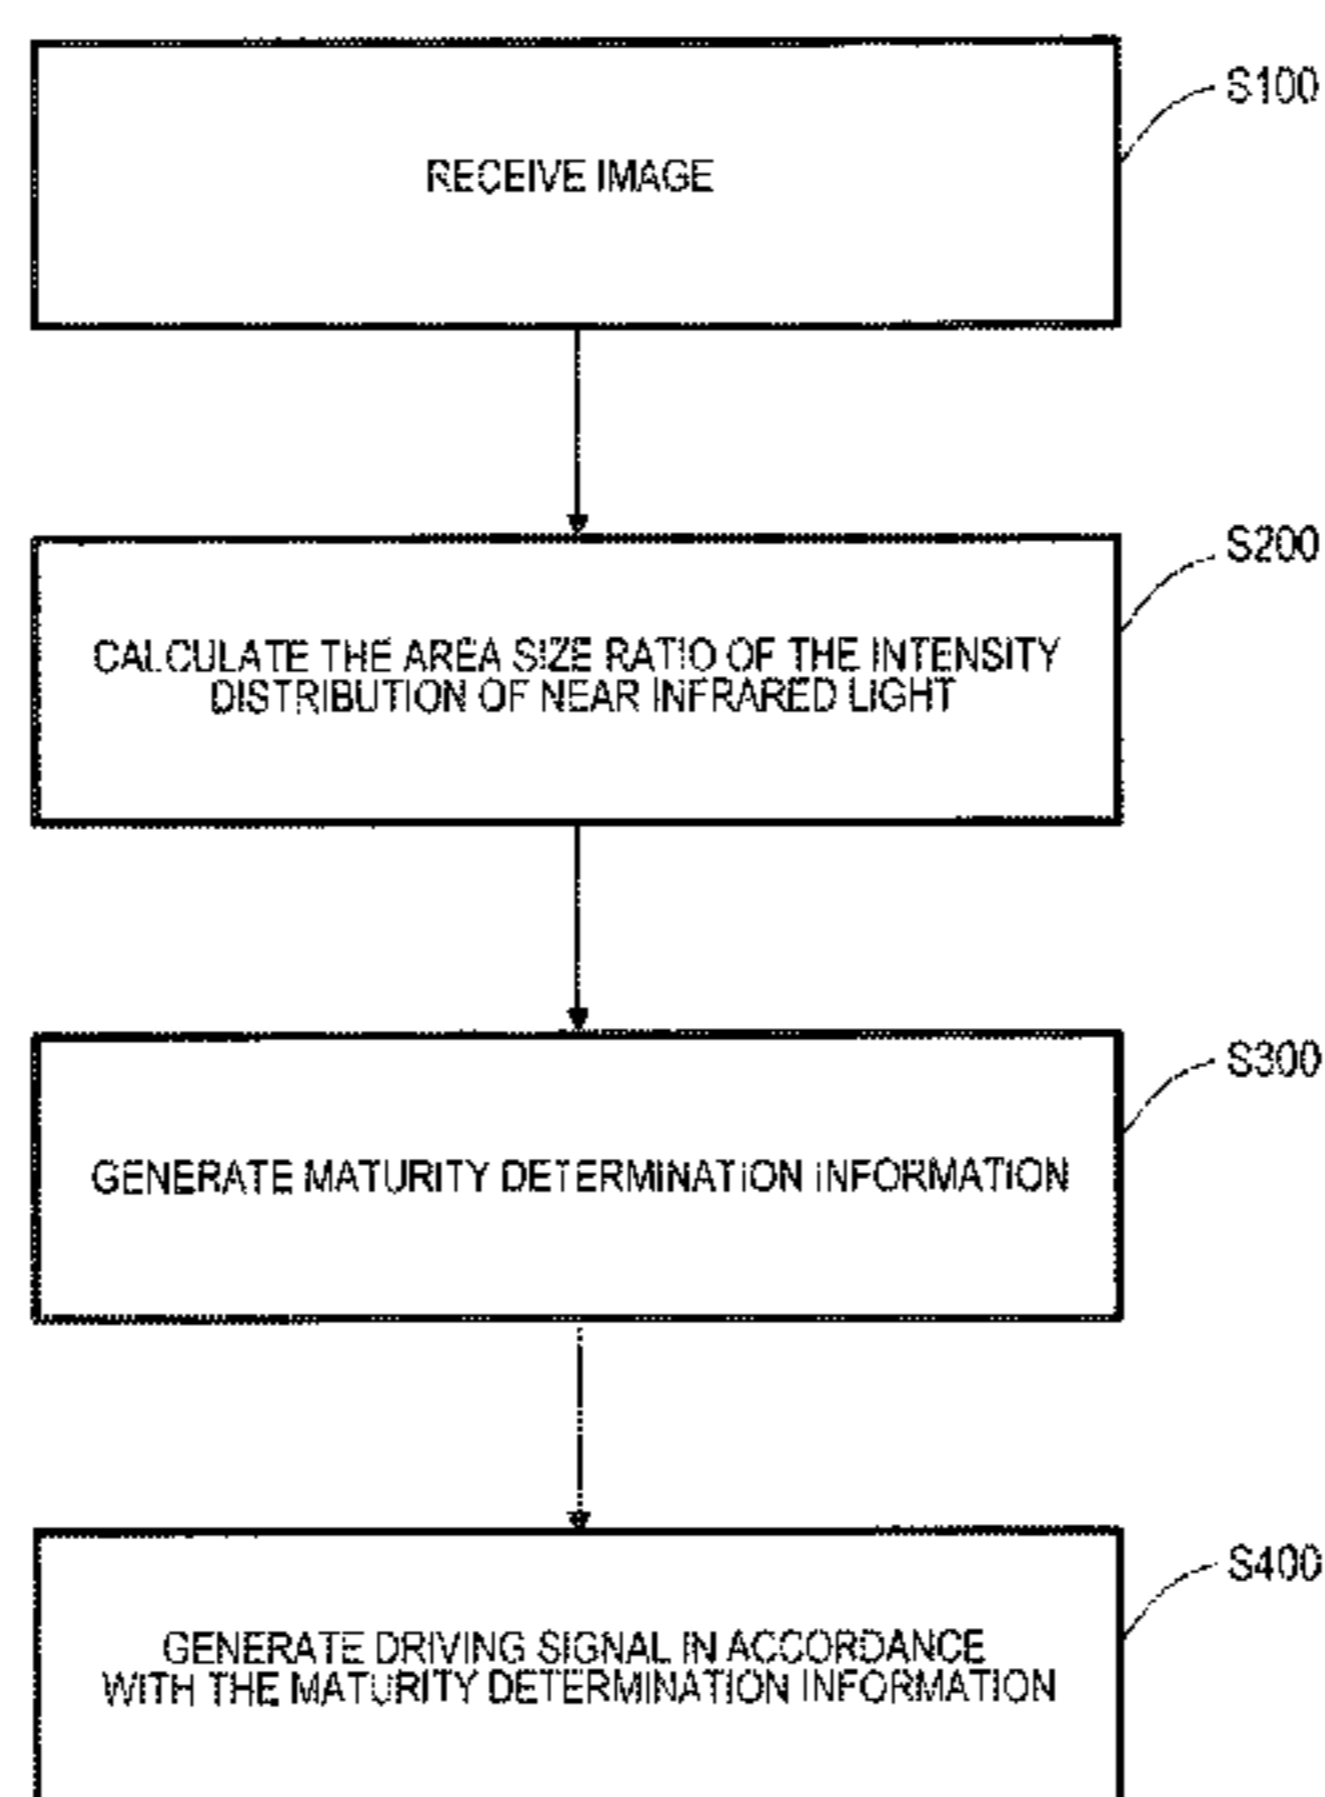 S100
RECEIVE IMAGE
S200
CALCULATE THE AREA SIZE RATIO OF THE INTENSITY
DISTRIBUTION OF NEAR INFRARED LIGHT
S300
GENERATE MATURITY DETERMINATION INFORMATION
S400
GENERATE DRIVING SIGNAL IN ACCORDANCE
WITH THE MATURITY DETERMINATION INFORMATION